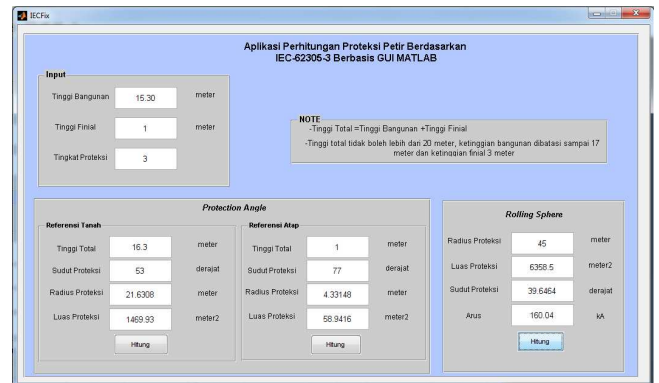 IECFix
Aplikasi Perhitungan Proteksi Petir Berdasarkan
IEC-62305-3 Berbasis GUI MATLAB
Input
Tinggi Bangunan 15.30 meter
Tinggi Finial 1 meter
Tingkat Proteksi 3
NOTE
-Tinggi Total =Tinggi Bangunan +Tinggi Finial
-Tinggi total tidak boleh lebih dari 20 meter, ketinggian bangunan dibatasi sampai 17
meter dan ketinggian finial 3 meter
Protection Angle
Referensi Tanah
Tinggi Total 16.3 meter
Sudut Proteksi 53 derajat
Radius Proteksi 21.6308 meter
Luas Proteksi 1469.93 meter2
Hitung
Referensi Atap
Tinggi Total 1 meter
Sudut Proteksi 77 derajat
Radius Proteksi 4.33148 meter
Luas Proteksi 58.9416 meter2
Hitung
Rolling Sphere
Radius Proteksi 45 meter
Luas Proteksi 6358.5 meter2
Sudut Proteksi 39.6464 derajat
Arus 160.04 kA
Hitung